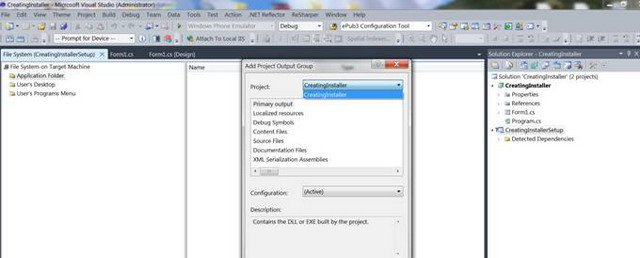 CreatingInstaller - Microsoft Visual Studio (Administrator)
File Edit View Refactor Project Build Debug Team Data Tools Test Action .NET Reflector ReSharper Window Help
Windows Phone Emulator Debug ePub3 Configuration Tool
Prompt for Device Attach To Local IIS
File System (CreatingInstallerSetup) Form1.cs Form1.cs [Design]
Solution Explorer - CreatingInstaller
File System on Target Machine
Application Folder
User's Desktop
User's Programs Menu
Name
Add Project Output Group
Project: CreatingInstaller
CreatingInstaller
Primary output
Localized resources
Debug Symbols
Content Files
Source Files
Documentation Files
XML Serialization Assemblies
Configuration: (Active)
Description:
Contains the DLL or EXE built by the project.
Solution 'CreatingInstaller' (2 projects)
CreatingInstaller
Properties
References
Form1.cs
Program.cs
CreatingInstallerSetup
Detected Dependencies